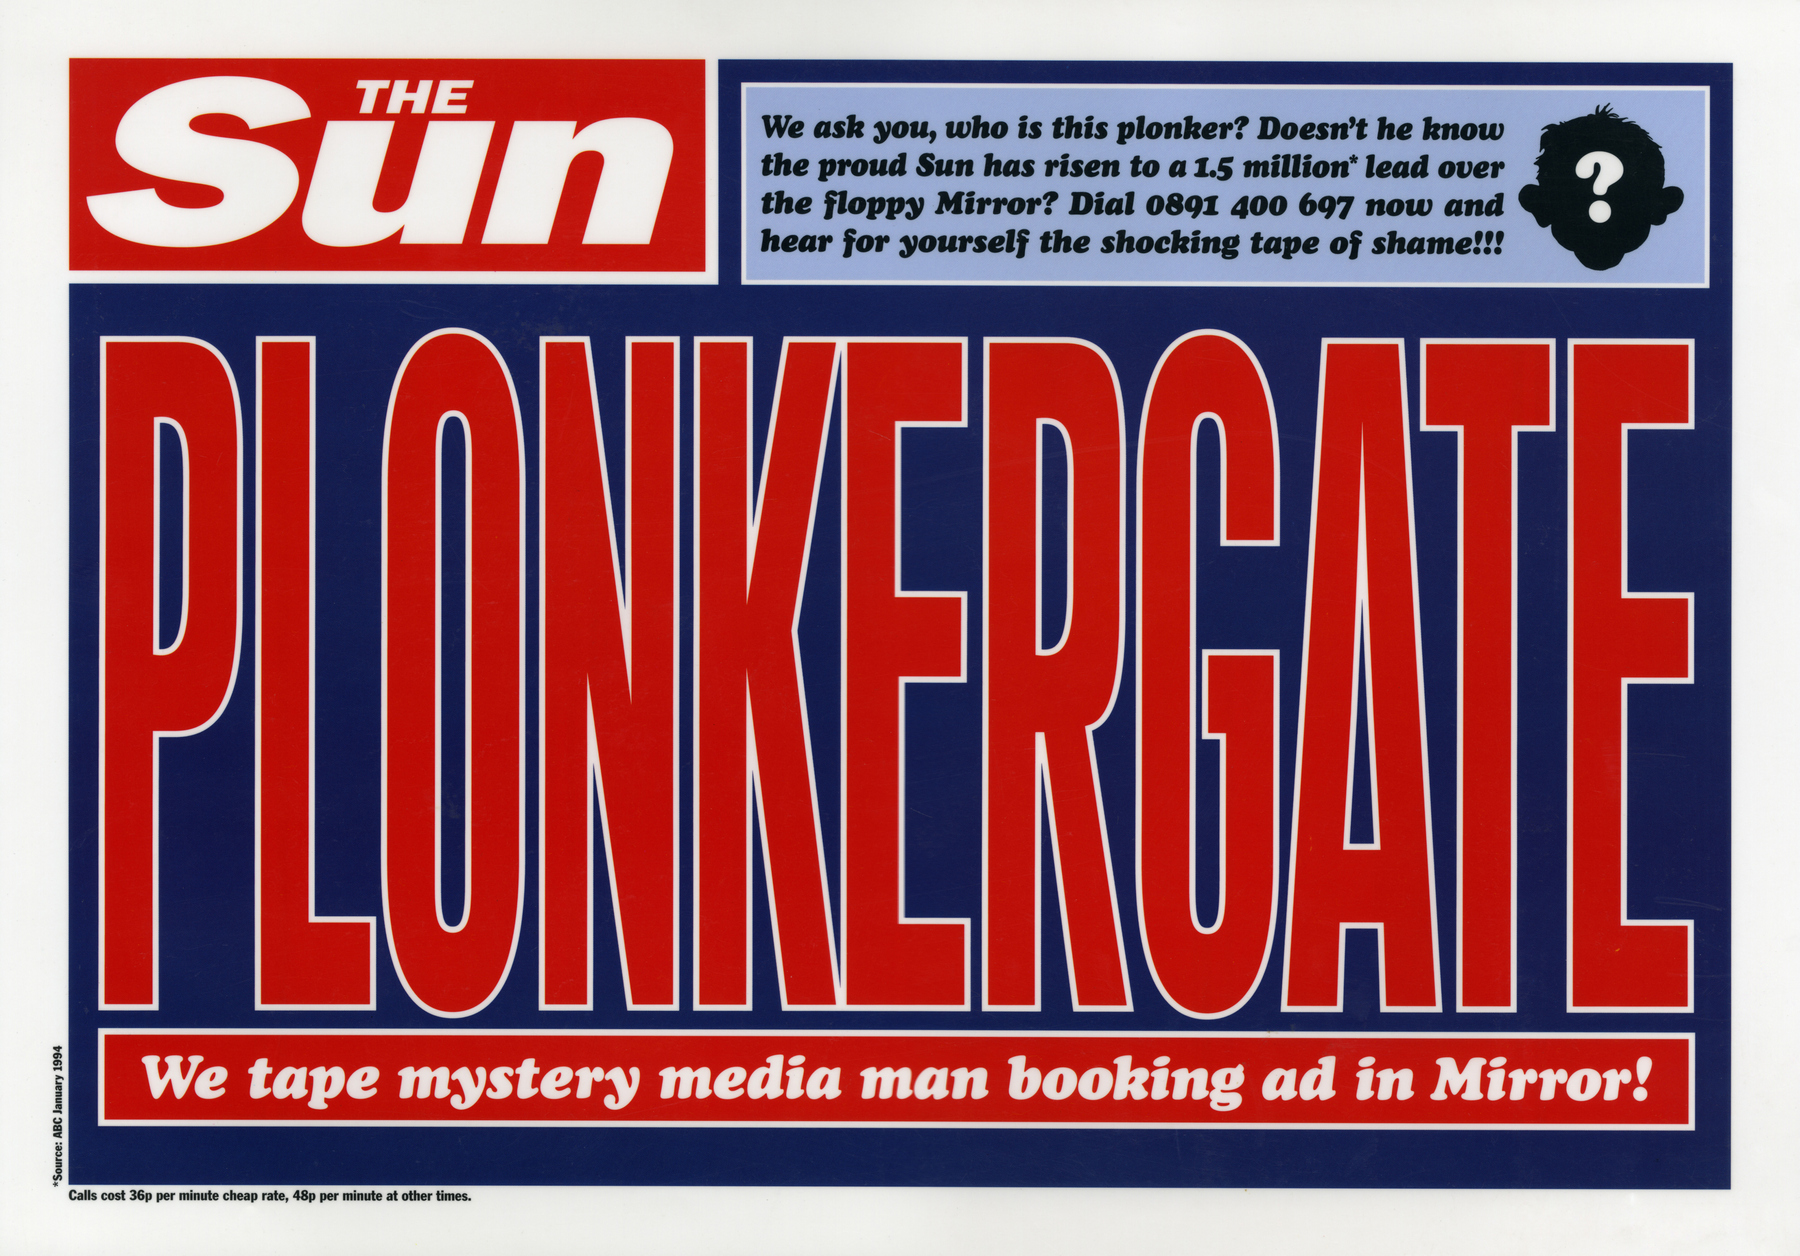 THE
Sun
We ask you, who is this plonker? Doesn't he know
the proud Sun has risen to a 1.5 million* lead over
the floppy Mirror? Dial 0891 400 697 now and
hear for yourself the shocking tape of shame!!!
?
PLONKERGATE
We tape mystery media man booking ad in Mirror!
*Source: ABC January 1994
Calls cost 36p per minute cheap rate, 48p per minute at other times.